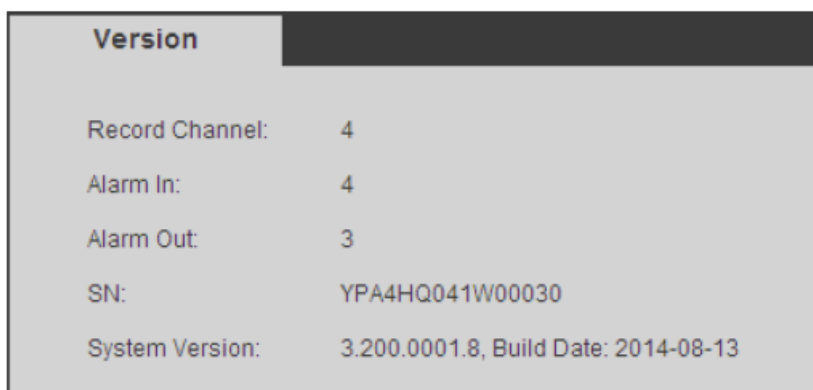 Version
Record Channel: 4
Alarm In: 4
Alarm Out: 3
SN: YPA4HQ041W00030
System Version: 3.200.0001.8, Build Date: 2014-08-13